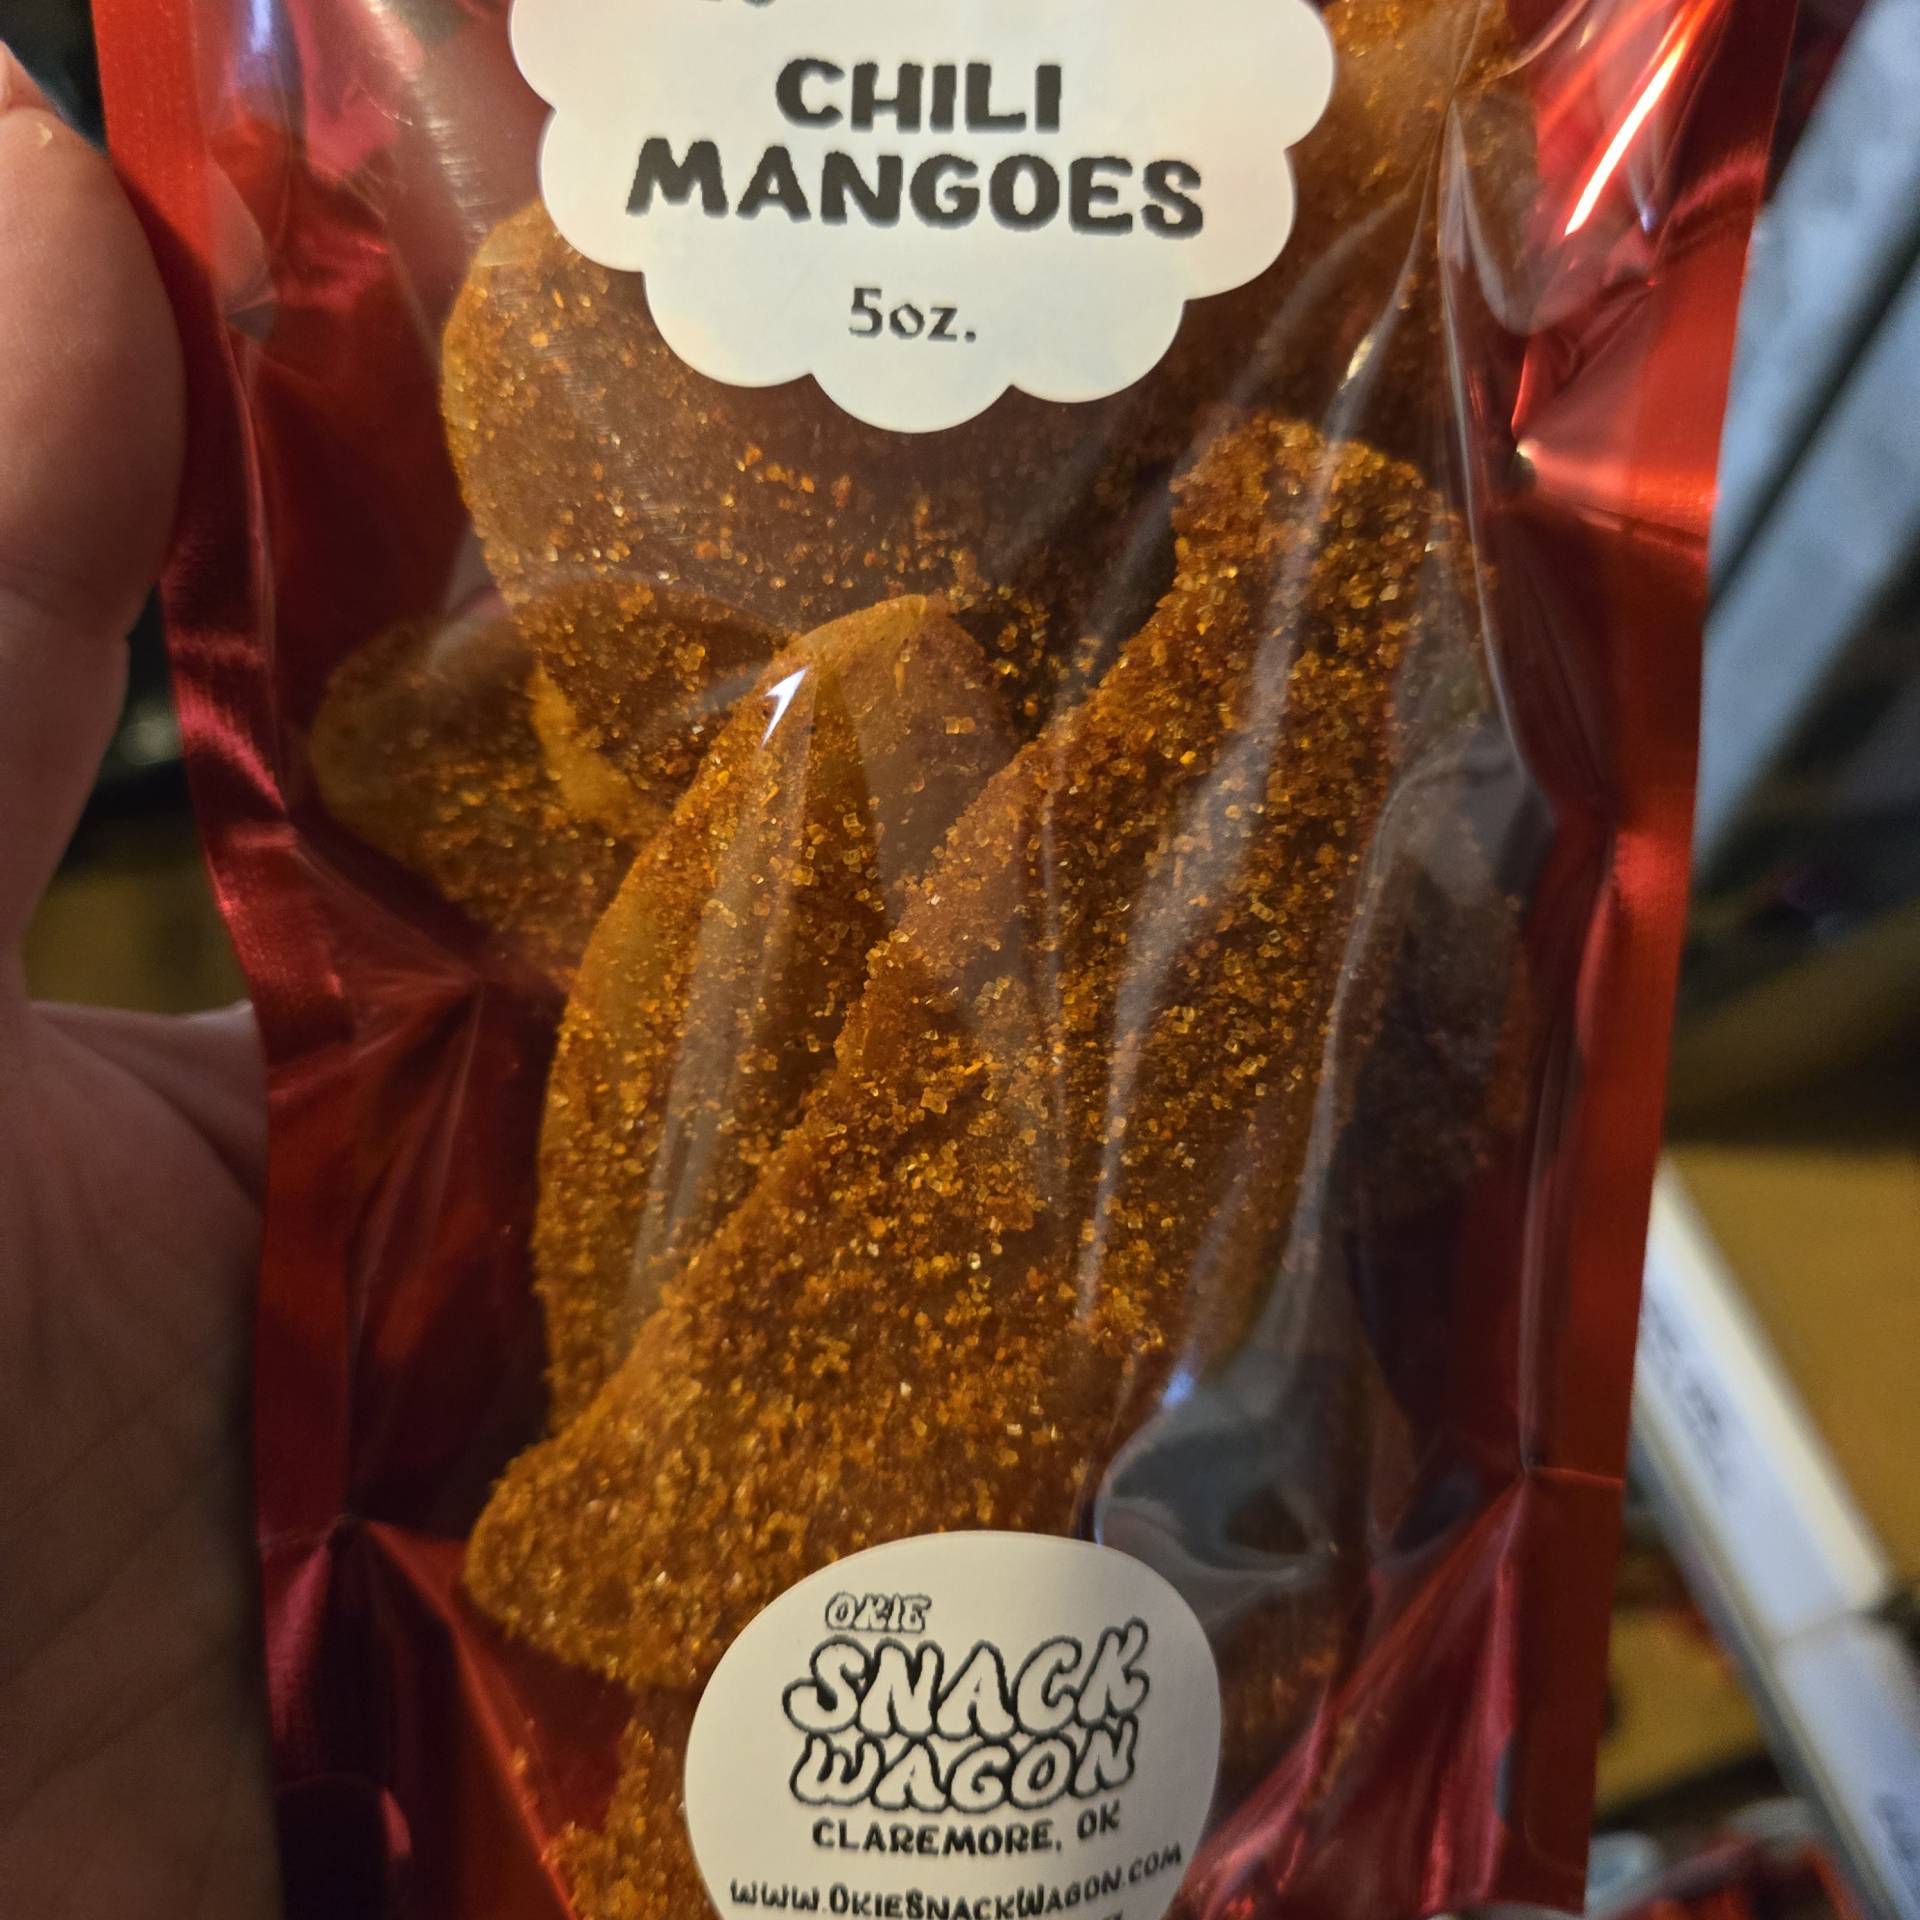 CHILI
MANGOES
5oz.
OKIE
SNACK
WAGON
CLAREMORE, OK
WWW.OKIESNACKWAGON.COM